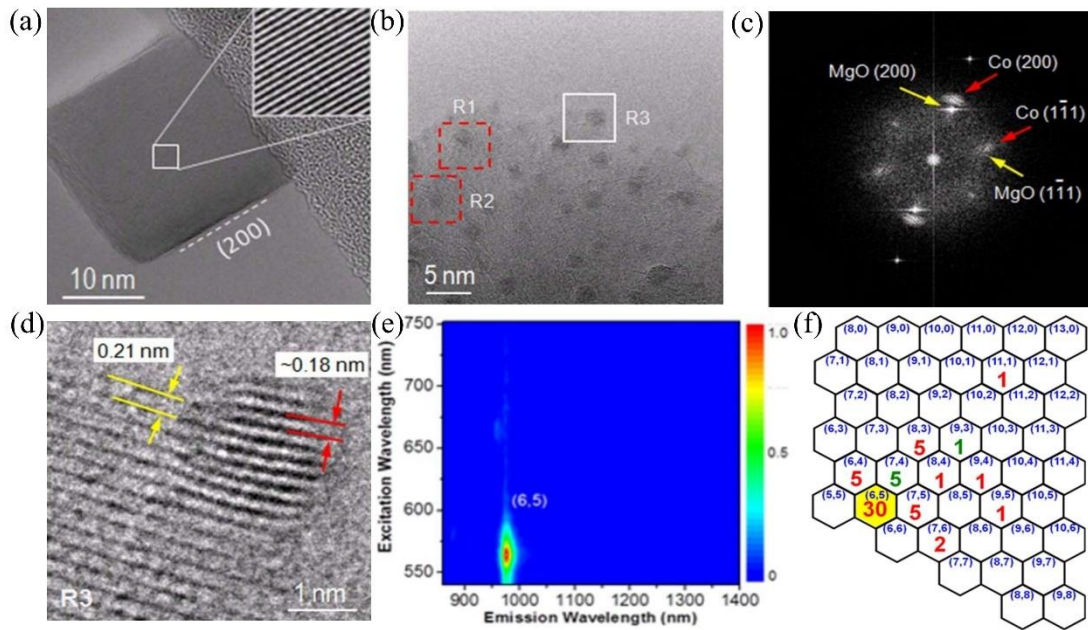 (a)
(200)
10 nm
(b)
R1
R2
R3
5 nm
(c)
MgO (200)
Co (200)
Co (11̄1)
MgO (11̄1)
(d)
0.21 nm
~0.18 nm
R3
1 nm
(e)
750
700
650
600
550
Excitation Wavelength (nm)
(6,5)
900 1000 1100 1200 1300 1400
Emission Wavelength (nm)
1.0
0.5
0
(f)
(8,0) (9,0) (10,0) (11,0) (12,0) (13,0)
(7,1) (8,1) (9,1) (10,1) (11,1) (12,1)
1
(7,2) (8,2) (9,2) (10,2) (11,2) (12,2)
(6,3) (7,3) (8,3) (9,3) (10,3) (11,3)
5 1
(6,4) (7,4) (8,4) (9,4) (10,4) (11,4)
5 5 1 1
(5,5) (6,5) (7,5) (8,5) (9,5) (10,5)
30 5 1
(6,6) (7,6) (8,6) (9,6) (10,6)
2
(7,7) (8,7) (9,7)
(8,8) (9,8)